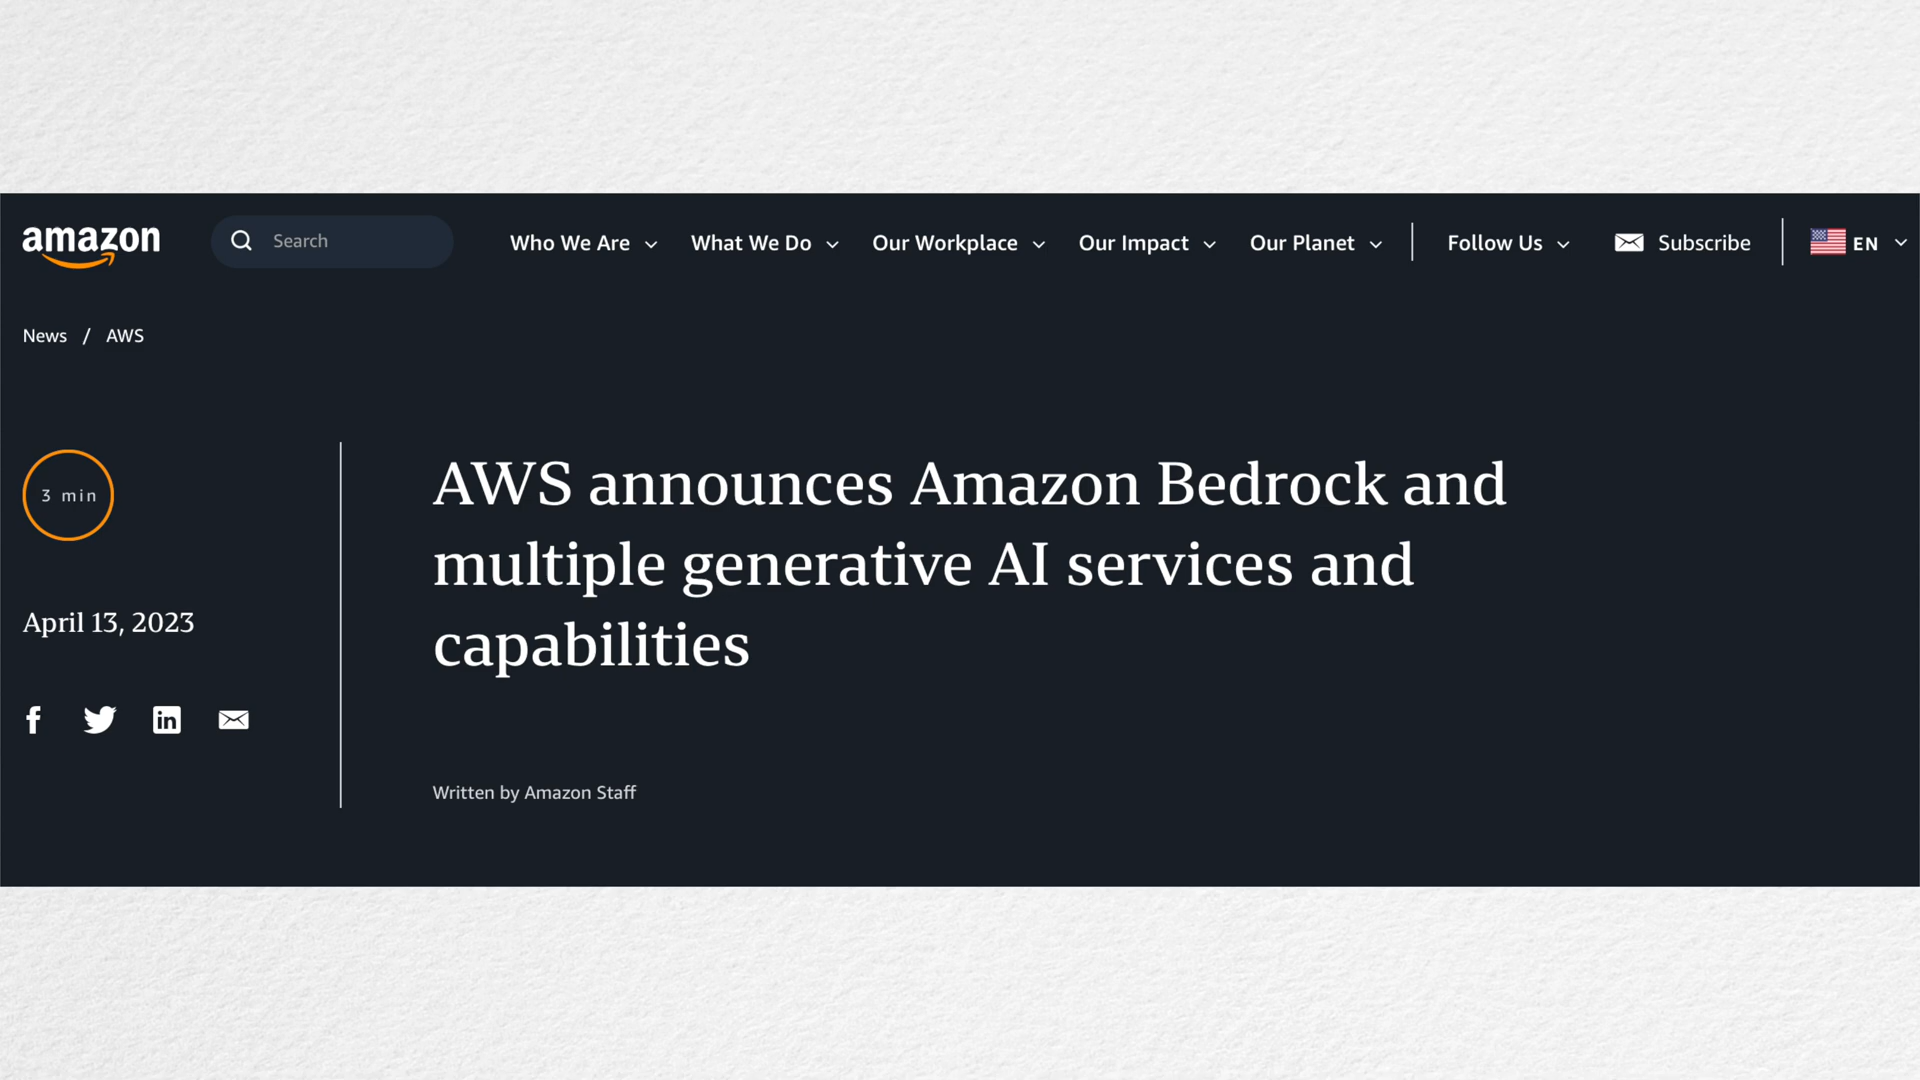 amazon
Search
Who We Are
What We Do
Our Workplace
Our Impact
Our Planet
Follow Us
Subscribe
EN
News / AWS
3 min
April 13, 2023
AWS announces Amazon Bedrock and
multiple generative AI services and
capabilities
Written by Amazon Staff